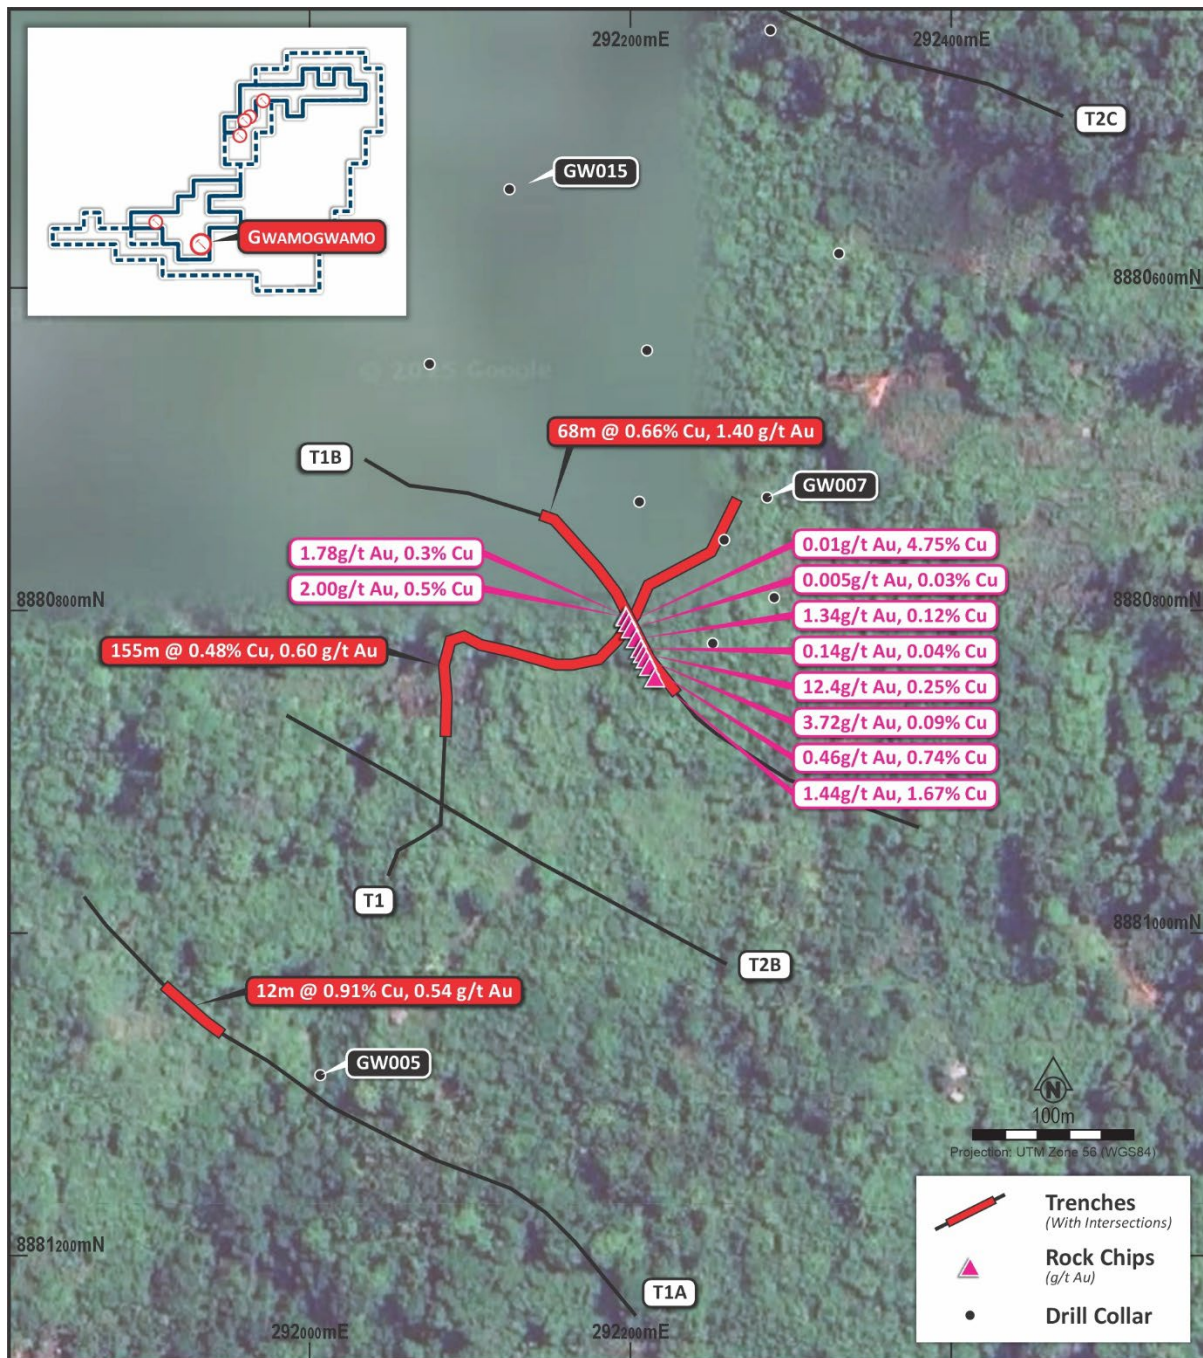 292200mE
292400mE
T2C
GW015
GWAMOGWAMO
8880600mN
© 2015 Google
68m @ 0.66% Cu, 1.40 g/t Au
T1B
GW007
1.78g/t Au, 0.3% Cu
2.00g/t Au, 0.5% Cu
0.01g/t Au, 4.75% Cu
0.005g/t Au, 0.03% Cu
1.34g/t Au, 0.12% Cu
0.14g/t Au, 0.04% Cu
12.4g/t Au, 0.25% Cu
3.72g/t Au, 0.09% Cu
0.46g/t Au, 0.74% Cu
1.44g/t Au, 1.67% Cu
8880800mN
8880800mN
155m @ 0.48% Cu, 0.60 g/t Au
T1
T2B
8881000mN
12m @ 0.91% Cu, 0.54 g/t Au
GW005
N
100m
Projection: UTM Zone 56 (WGS84)
8881200mN
T1A
292000mE
292200mE
Trenches
(With Intersections)
Rock Chips
(g/t Au)
Drill Collar